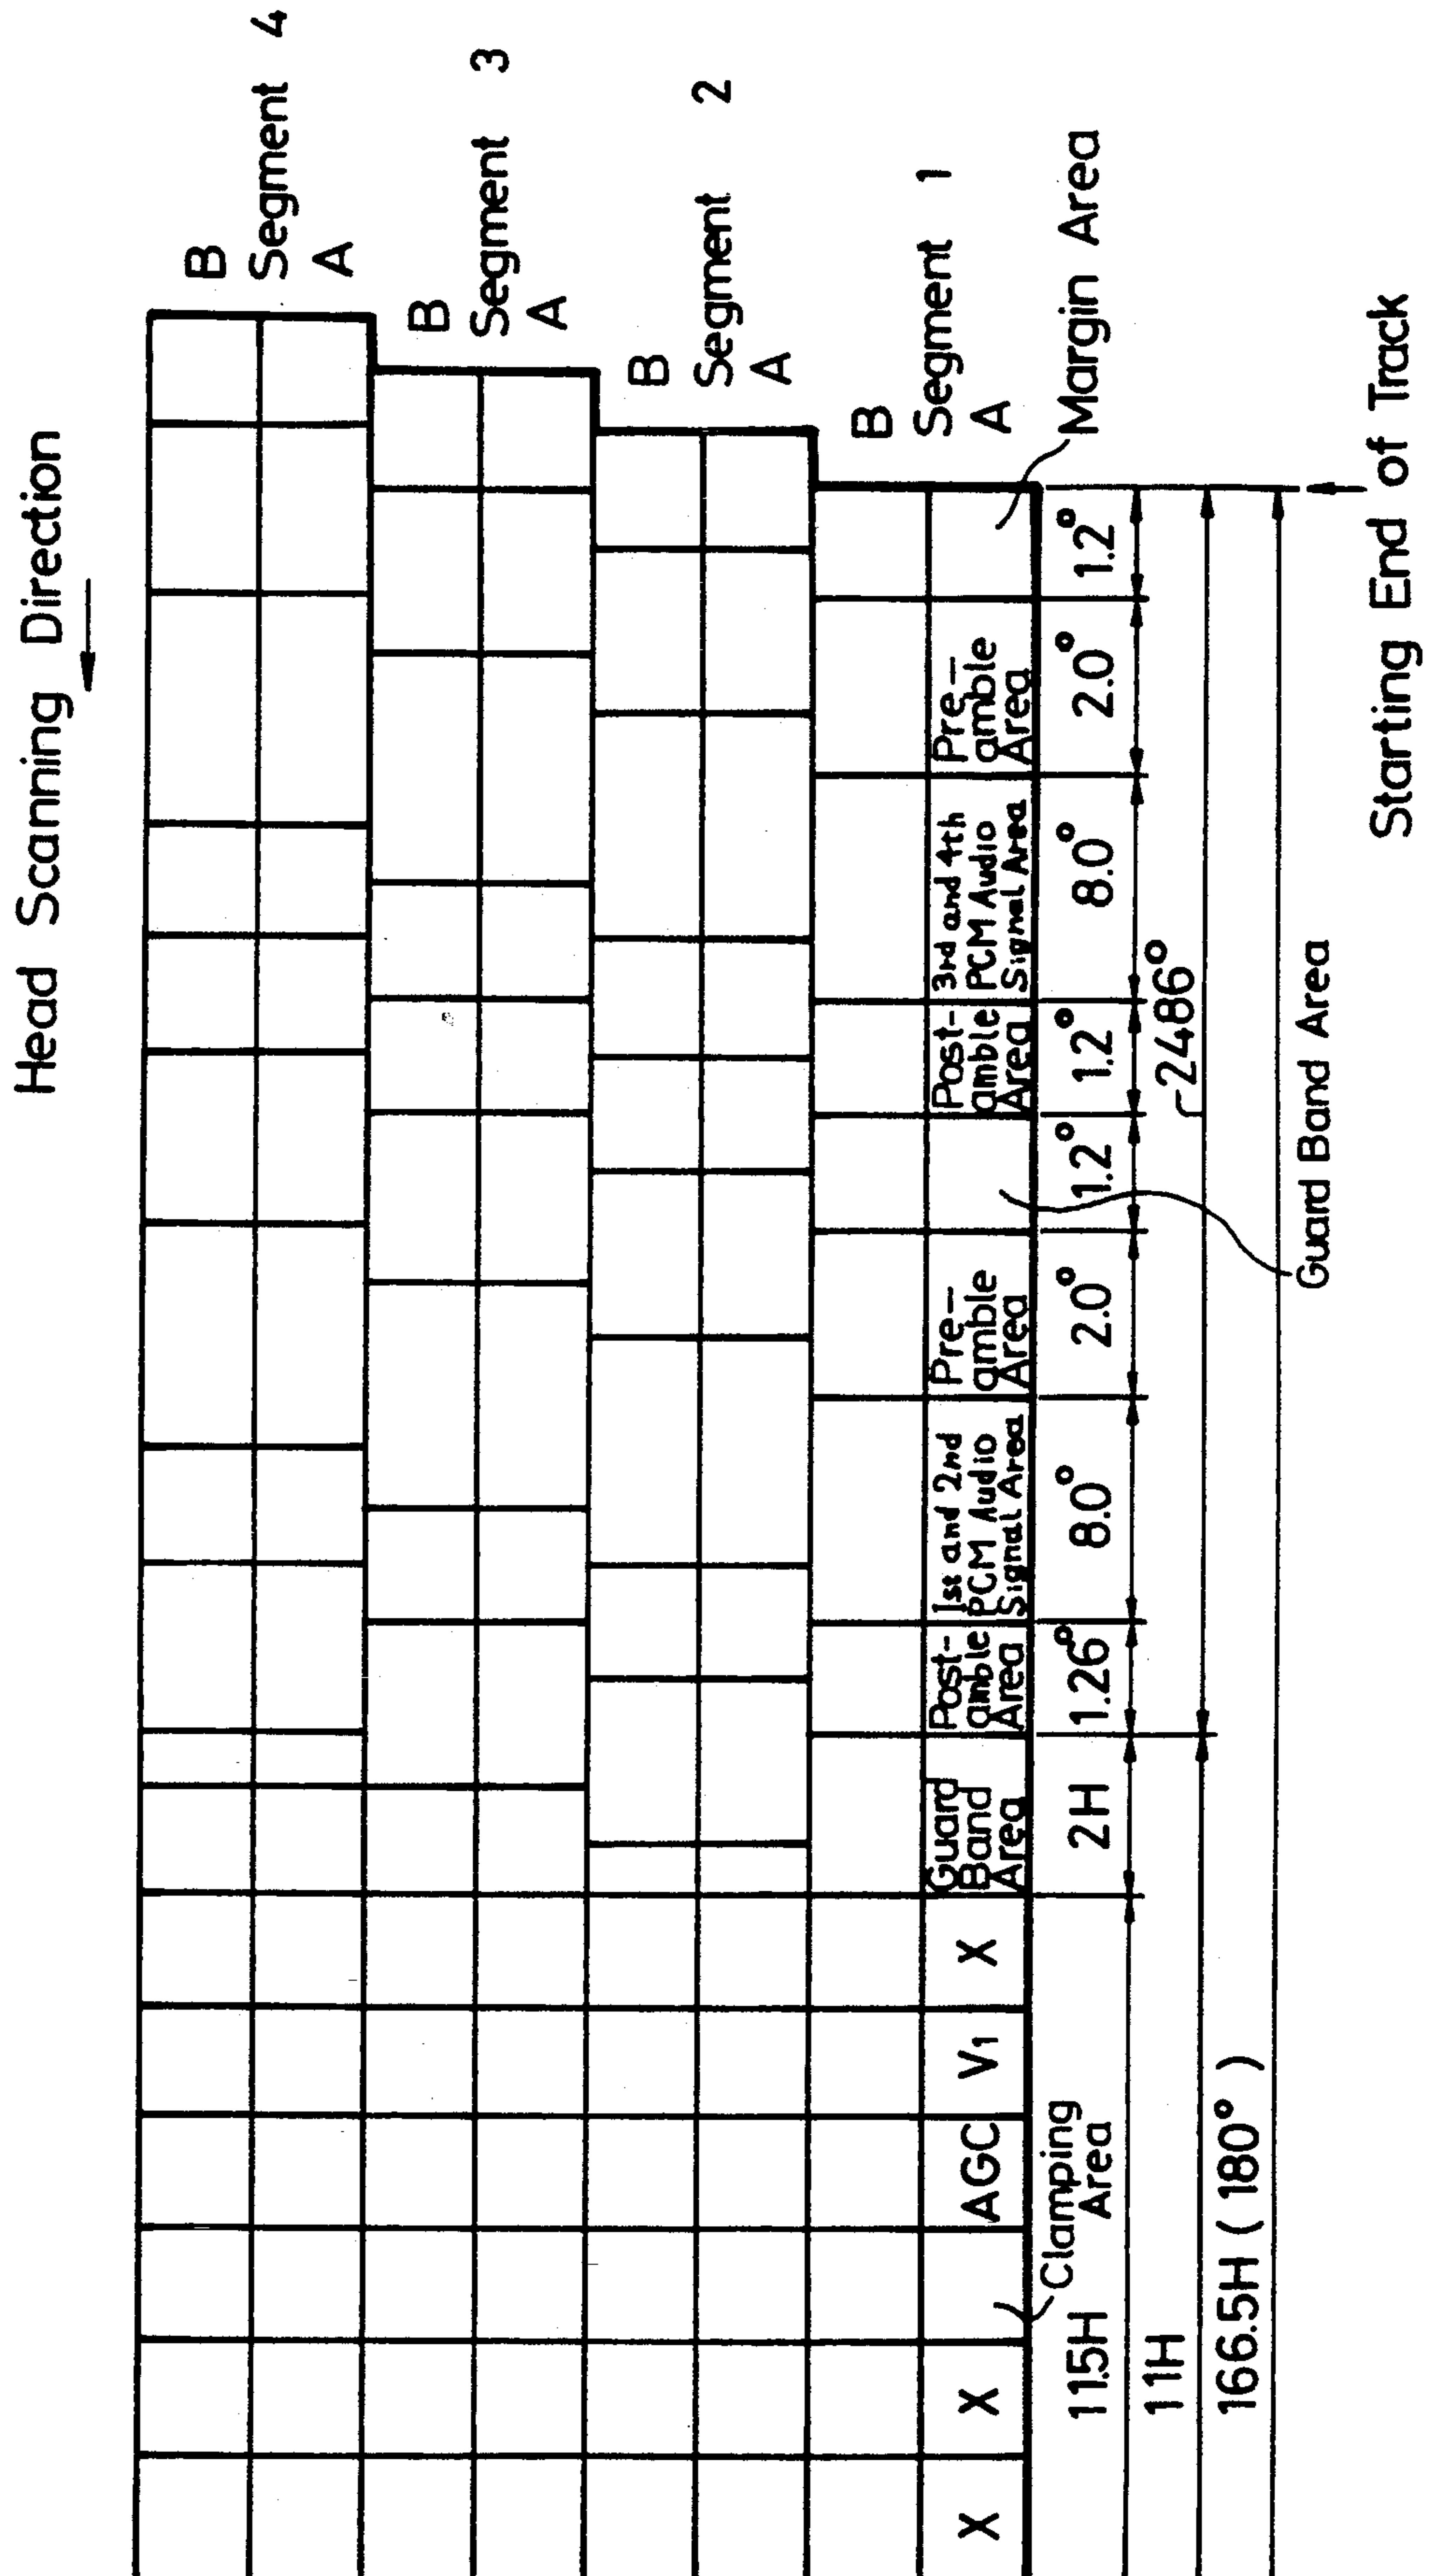 Head Scanning Direction
B
Segment 4
A
B
Segment 3
A
B
Segment 2
A
B
Segment 1
A
Margin Area
X
X
Clamping
Area
AGC
V1
X
Guard
Band
Area
Post-
amble
Area
1st and 2nd
PCM Audio
Signal Area
Pre-
amble
Area
Post-
amble
Area
3rd and 4th
PCM Audio
Signal Area
Pre-
amble
Area
11.5H
2H
1.26°
8.0°
2.0°
1.2°
1.2°
8.0°
2.0°
1.2°
11H
24.86°
166.5H (180°)
Guard Band Area
Starting End of Track